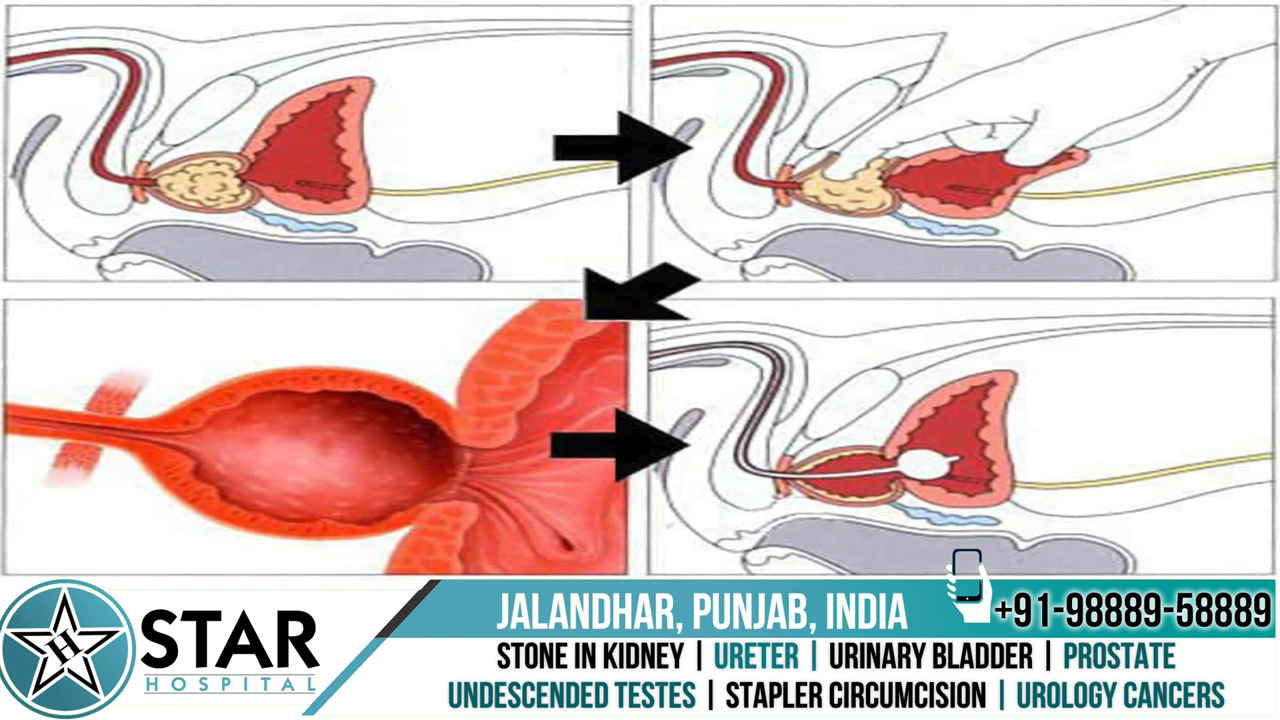 H
STAR
HOSPITAL
JALANDHAR, PUNJAB, INDIA
+91-98889-58889
STONE IN KIDNEY | URETER | URINARY BLADDER | PROSTATE
UNDESCENDED TESTES | STAPLER CIRCUMCISION | UROLOGY CANCERS